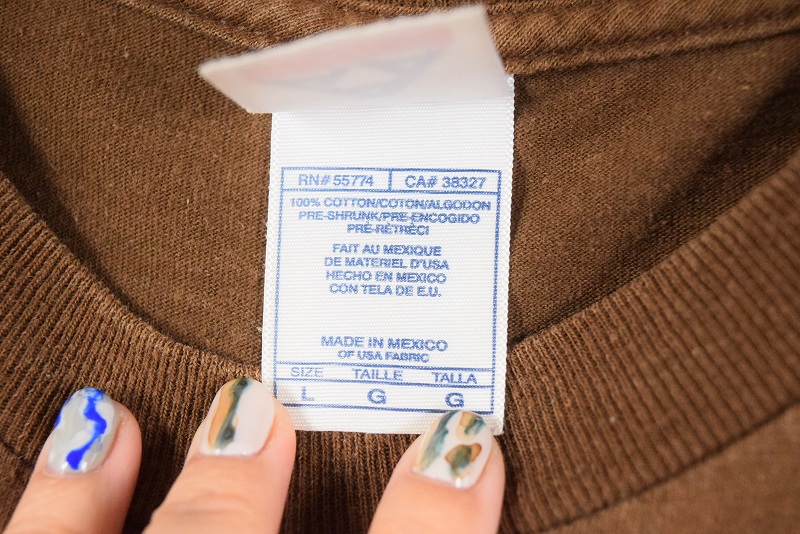 RN# 55774 CA# 38327
100% COTTON/COTON/ALGODON
PRE-SHRUNK/PRE-ENCOGIDO
PRÉ-RÉTRÉCI
FAIT AU MEXIQUE
DE MATERIEL D'USA
HECHO EN MEXICO
CON TELA DE E.U.
MADE IN MEXICO
OF USA FABRIC
SIZE TAILLE TALLA
L G G